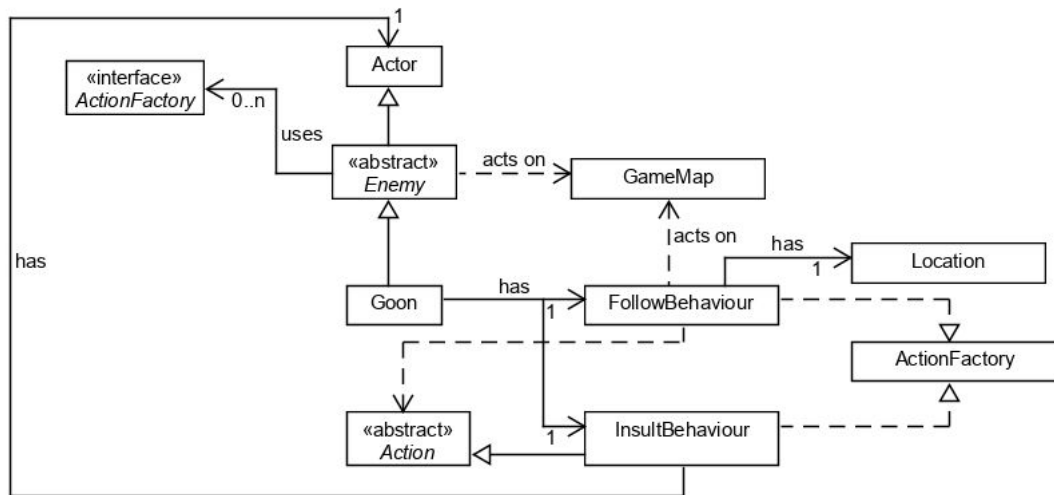 1
Actor
«interface»
ActionFactory
0..n
uses
«abstract»
Enemy
acts on
GameMap
acts on
has
1
Location
has
Goon
has
1
FollowBehaviour
ActionFactory
«abstract»
Action
1
InsultBehaviour